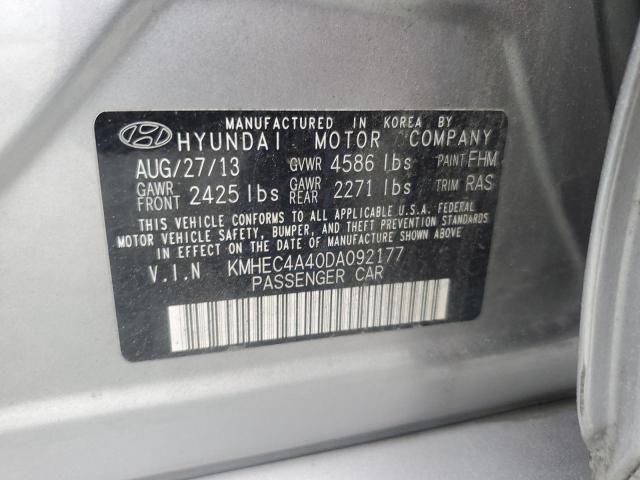 MANUFACTURED IN KOREA BY
HYUNDAI MOTOR COMPANY
AUG/27/13 GVWR 4586 lbs PAINT FHM
GAWR FRONT 2425 lbs GAWR REAR 2271 lbs TRIM RAS
THIS VEHICLE CONFORMS TO ALL APPLICABLE U.S.A. FEDERAL
MOTOR VEHICLE SAFETY, BUMPER, AND THEFT PREVENTION STANDARDS
IN EFFECT ON THE DATE OF MANUFACTURE SHOWN ABOVE.
V.I.N KMHEC4A40DA092177
PASSENGER CAR